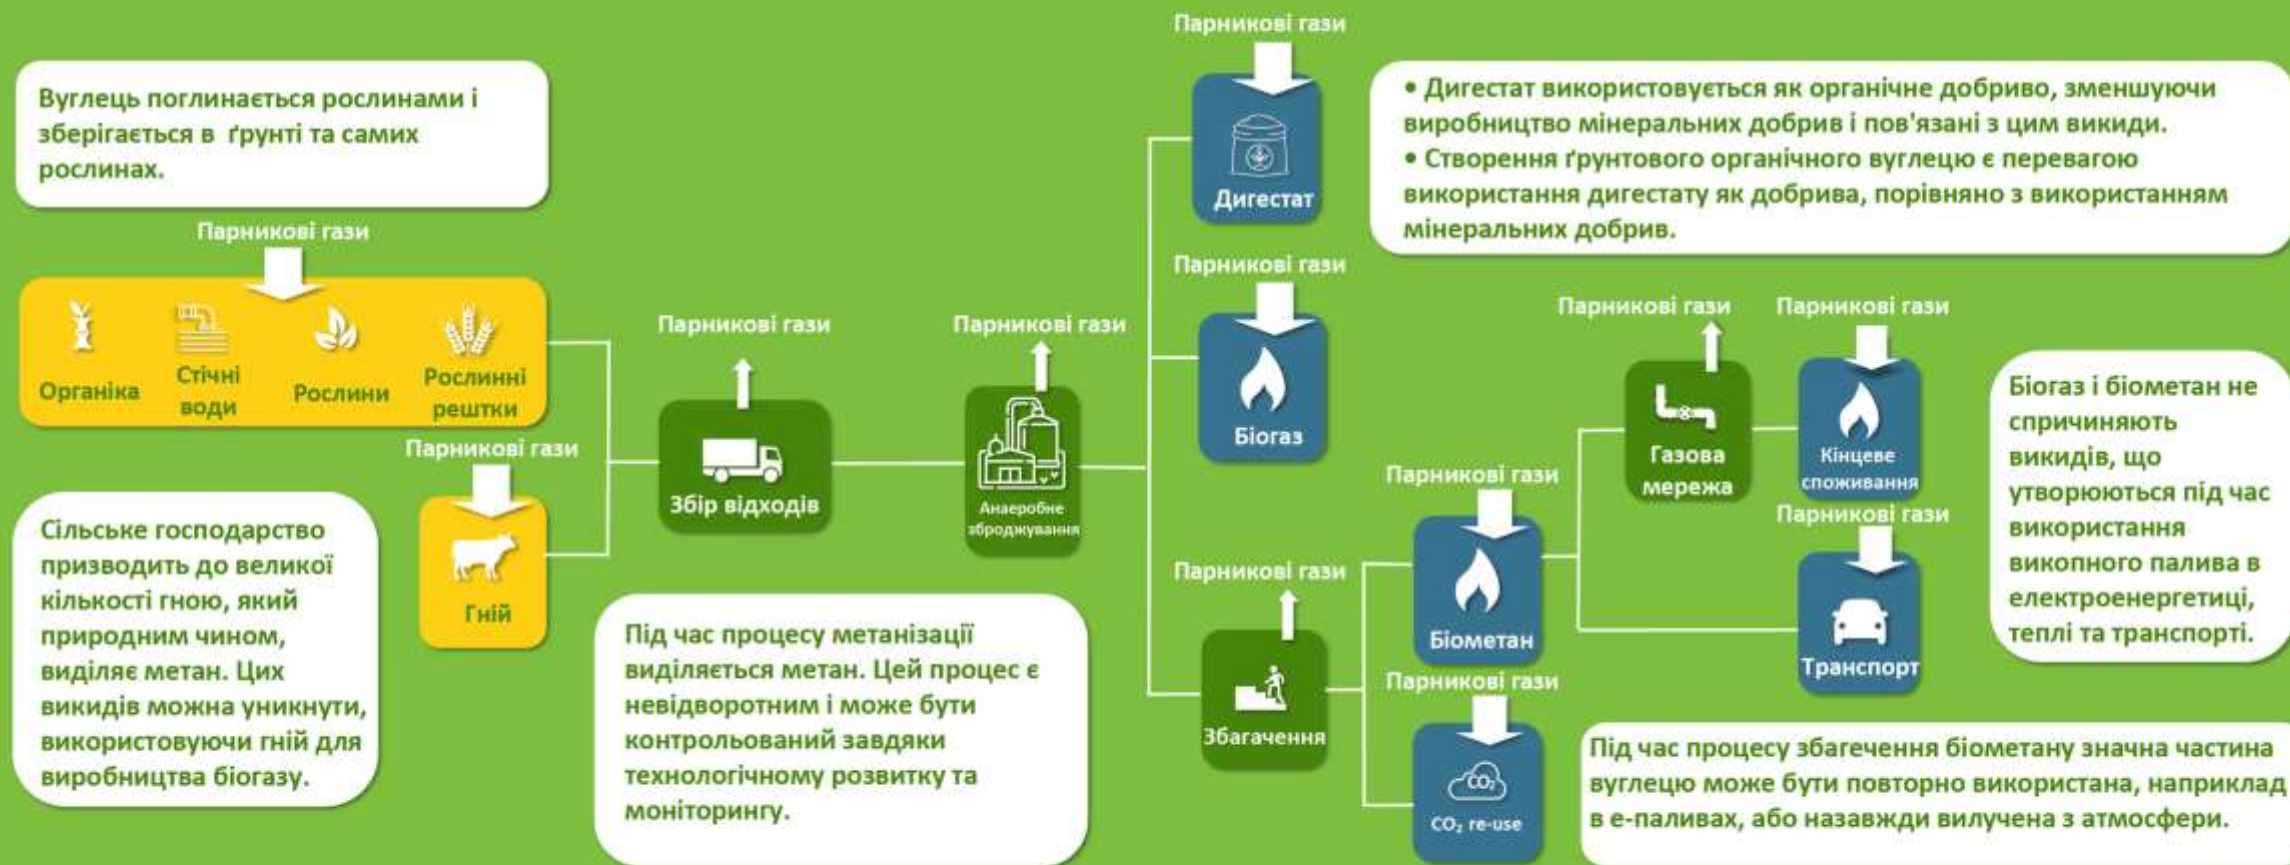 Парникові гази
Вуглець поглинається рослинами і
зберігається в ґрунті та самих
рослинах.
Дигестат
• Дигестат використовується як органічне добриво, зменшуючи
виробництво мінеральних добрив і пов'язані з цим викиди.
• Створення ґрунтового органічного вуглецю є перевагою
використання дигестату як добрива, порівняно з використанням
мінеральних добрив.
Парникові гази
Органіка
Стічні
води
Рослини
Рослинні
рештки
Парникові гази
Гній
Сільське господарство
призводить до великої
кількості гною, який
природним чином,
виділяє метан. Цих
викидів можна уникнути,
використовуючи гній для
виробництва біогазу.
Парникові гази
Збір відходів
Парникові гази
Анаеробне
зброджування
Під час процесу метанізації
виділяється метан. Цей процес є
невідворотним і може бути
контрольований завдяки
технологічному розвитку та
моніторингу.
Парникові гази
Біогаз
Парникові гази
Збагачення
Парникові гази
Біометан
Парникові гази
CO₂
CO₂ re-use
Парникові гази
Газова
мережа
Парникові гази
Кінцеве
споживання
Парникові гази
Транспорт
Біогаз і біометан не
спричиняють
викидів, що
утворюються під час
використання
викопного палива в
електроенергетиці,
теплі та транспорті.
Під час процесу збагечення біометану значна частина
вуглецю може бути повторно використана, наприклад
в е-паливах, або назавжди вилучена з атмосфери.